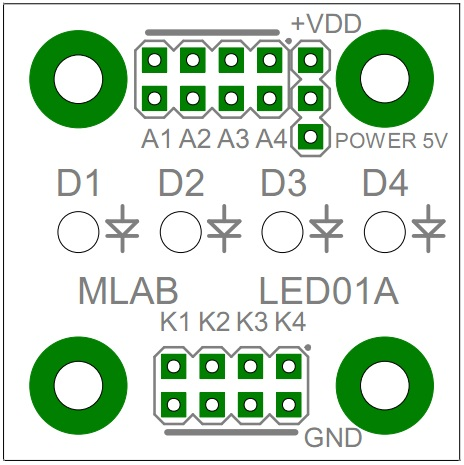 +VDD
A1 A2 A3 A4
POWER 5V
D1 D2 D3 D4
MLAB LED01A
K1 K2 K3 K4
GND